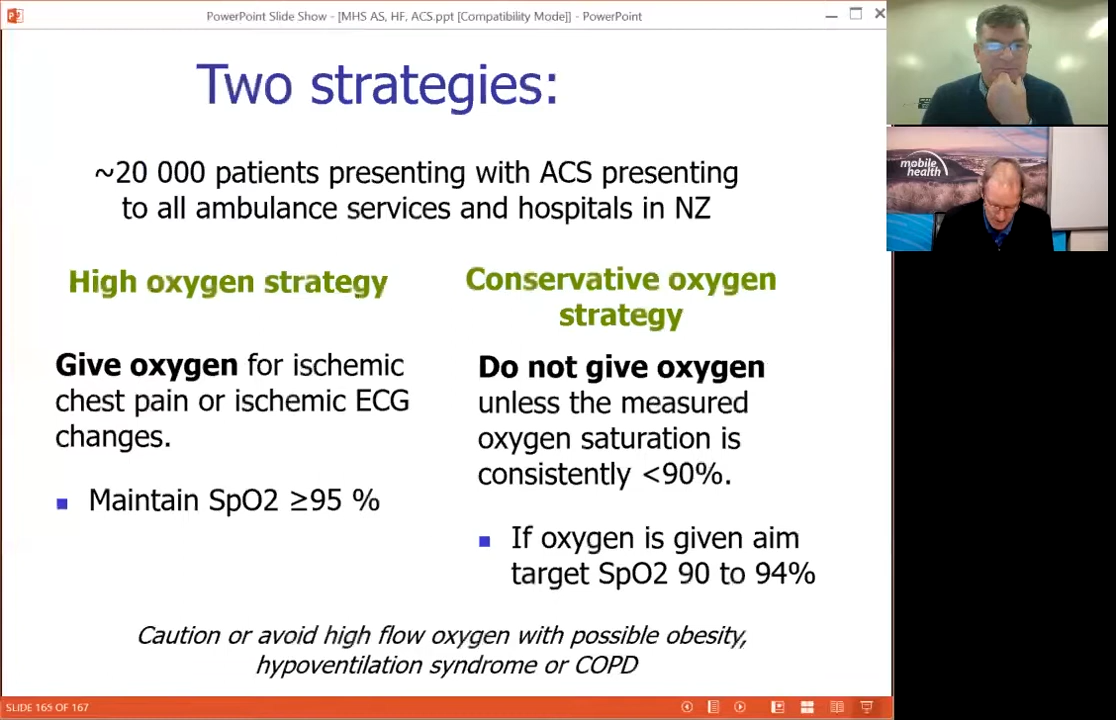 PowerPoint Slide Show - [MHS AS, HF, ACS.ppt [Compatibility Mode]] - PowerPoint
Two strategies:
~20 000 patients presenting with ACS presenting
to all ambulance services and hospitals in NZ
High oxygen strategy
Give oxygen for ischemic
chest pain or ischemic ECG
changes.
■ Maintain SpO2 ≥95 %
Conservative oxygen
strategy
Do not give oxygen
unless the measured
oxygen saturation is
consistently <90%.
■ If oxygen is given aim
target SpO2 90 to 94%
Caution or avoid high flow oxygen with possible obesity,
hypoventilation syndrome or COPD
SLIDE 165 OF 167
mobile
health